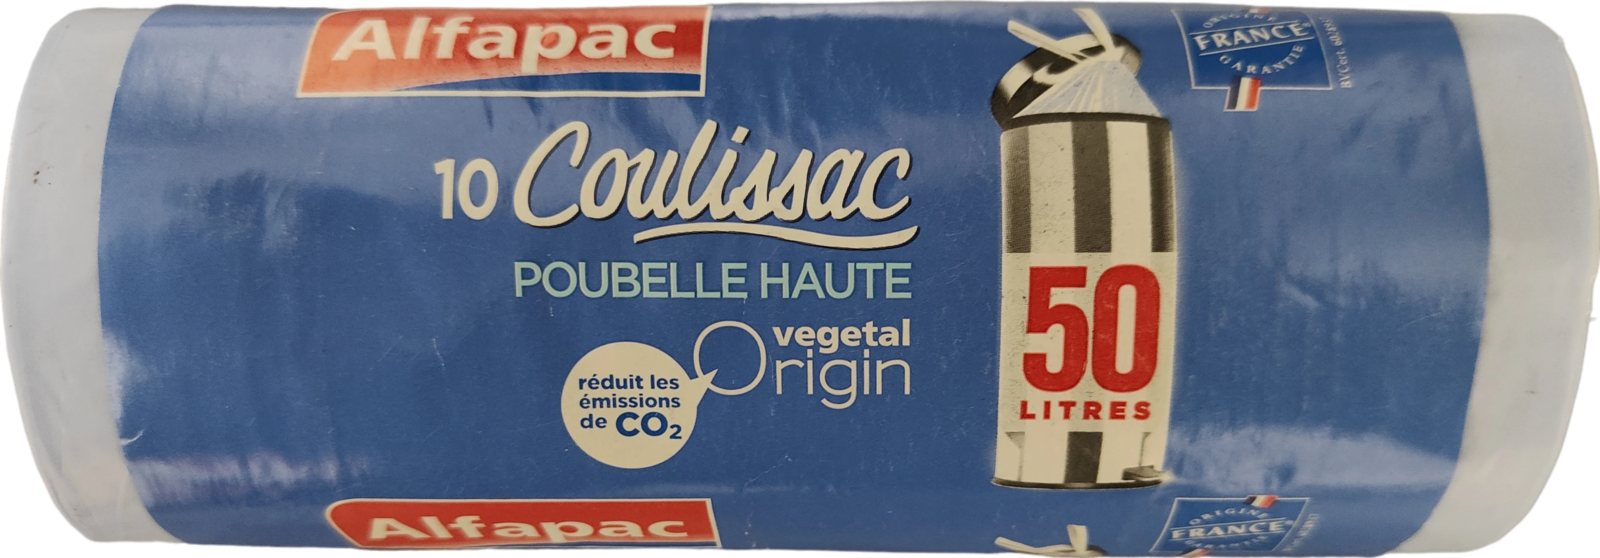 Alfapac
ORIGINE
FRANCE
GARANTIE
10 Coulissac
POUBELLE HAUTE
vegetal
Origin
réduit les
émissions
de CO₂
50
LITRES
Alfapac
ORIGINE
FRANCE